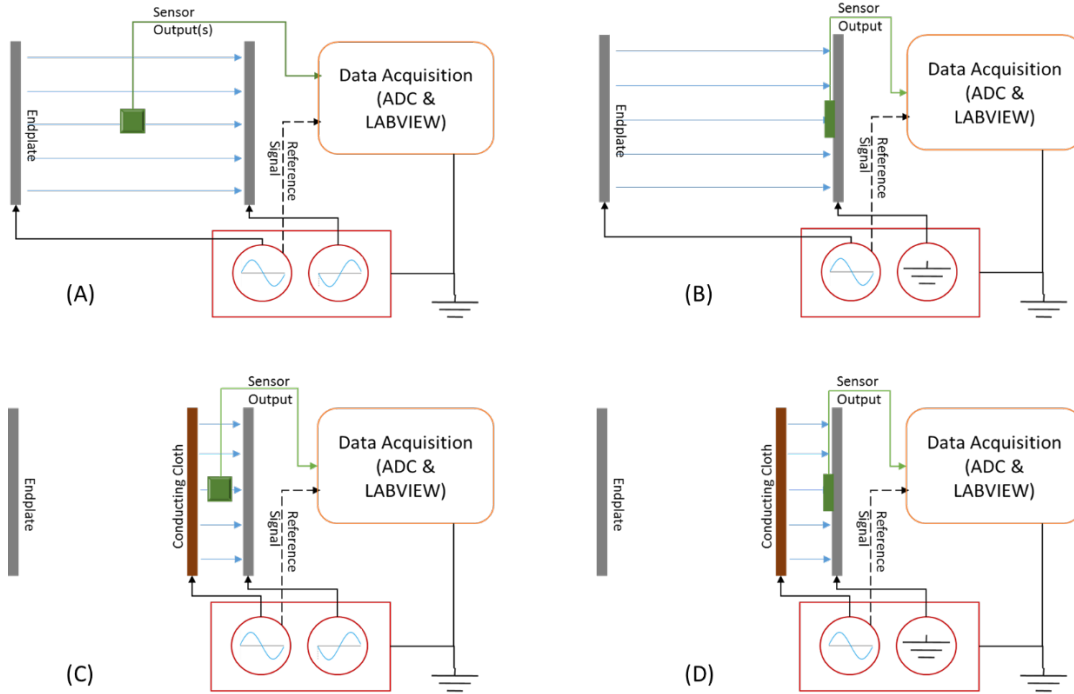 Sensor
Output(s)
Endplate
Data Acquisition
(ADC &
LABVIEW)
Reference
Signal
(A)
Sensor
Output
Endplate
Data Acquisition
(ADC &
LABVIEW)
Reference
Signal
(B)
Sensor
Output
Endplate
Conducting Cloth
Data Acquisition
(ADC &
LABVIEW)
Reference
Signal
(C)
Sensor
Output
Endplate
Conducting Cloth
Data Acquisition
(ADC &
LABVIEW)
Reference
Signal
(D)